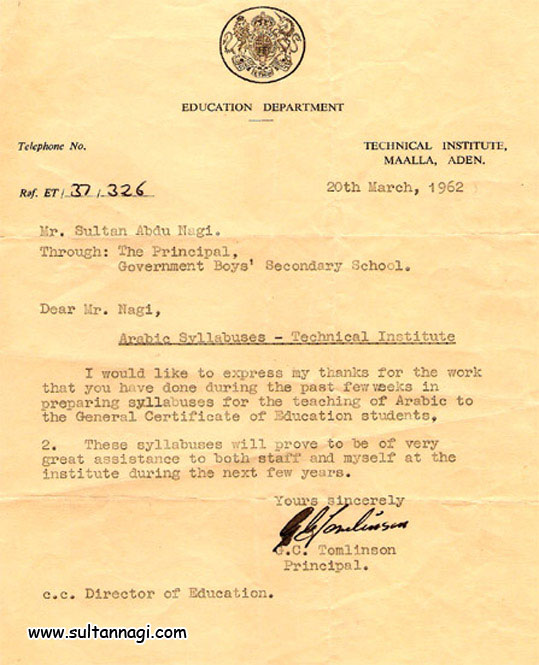 EDUCATION DEPARTMENT
Telephone No.
TECHNICAL INSTITUTE,
MAALLA, ADEN.
Ref. ET/ 37 / 326
20th March, 1962
Mr. Sultan Abdu Nagi.
Through: The Principal,
Government Boys' Secondary School.
Dear Mr. Nagi,
Arabic Syllabuses - Technical Institute
I would like to express my thanks for the work
that you have done during the past few weeks in
preparing syllabuses for the teaching of Arabic to
the General Certificate of Education students.
2. These syllabuses will prove to be of very
great assistance to both staff and myself at the
institute during the next few years.
Yours sincerely
G.C. Tomlinson
G.C. Tomlinson
Principal.
c.c. Director of Education.
www.sultannagi.com